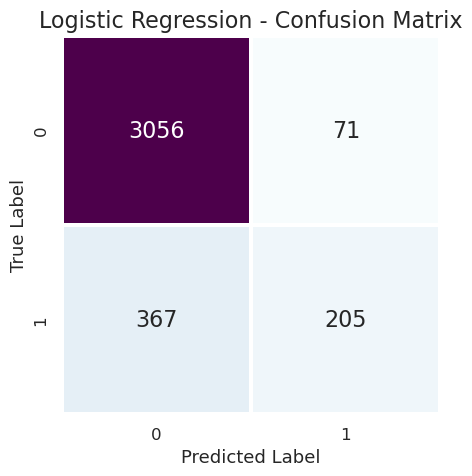 Logistic Regression - Confusion Matrix
True Label
0
3056
71
1
367
205
0
1
Predicted Label